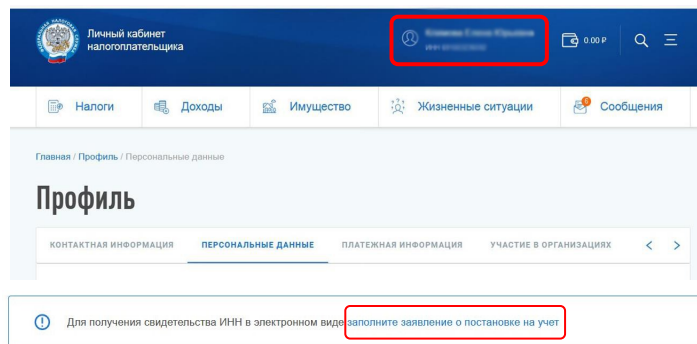 Личный кабинет
налогоплательщика
0.00 ₽
Налоги Доходы Имущество Жизненные ситуации 6 Сообщения
Главная / Профиль / Персональные данные
Профиль
КОНТАКТНАЯ ИНФОРМАЦИЯ ПЕРСОНАЛЬНЫЕ ДАННЫЕ ПЛАТЕЖНАЯ ИНФОРМАЦИЯ УЧАСТИЕ В ОРГАНИЗАЦИЯХ < >
Для получения свидетельства ИНН в электронном виде заполните заявление о постановке на учет